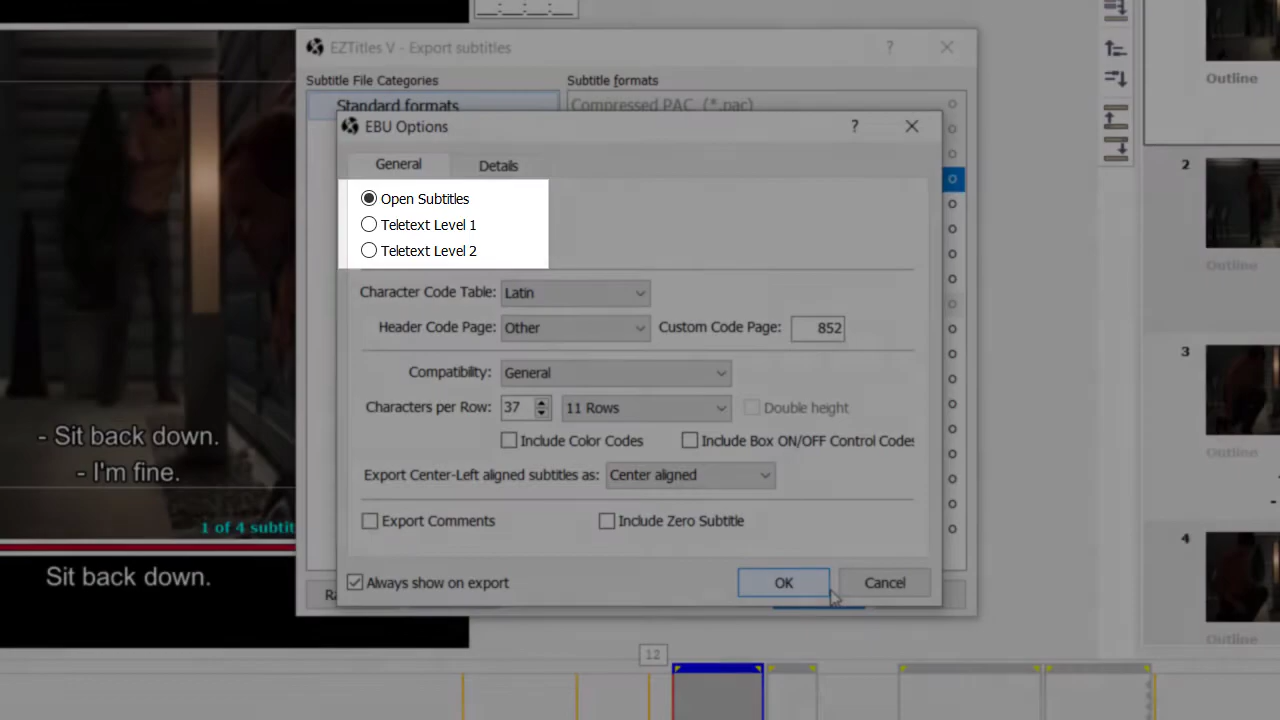 __:__:__:__
EZTitles V - Export subtitles
?
Subtitle File Categories
Subtitle formats
Standard formats
Compressed PAC (*.pac)
EBU Options
?
General
Details
Open Subtitles
Teletext Level 1
Teletext Level 2
Character Code Table: Latin
Header Code Page: Other
Custom Code Page: 852
Compatibility: General
Characters per Row: 37
11 Rows
Double height
Include Color Codes
Include Box ON/OFF Control Codes
Export Center-Left aligned subtitles as: Center aligned
Export Comments
Include Zero Subtitle
Always show on export
OK
Cancel
- Sit back down.
- I'm fine.
1 of 4 subtit
Sit back down.
12
Outline
2
Outline
3
Outline
-
4
Outline